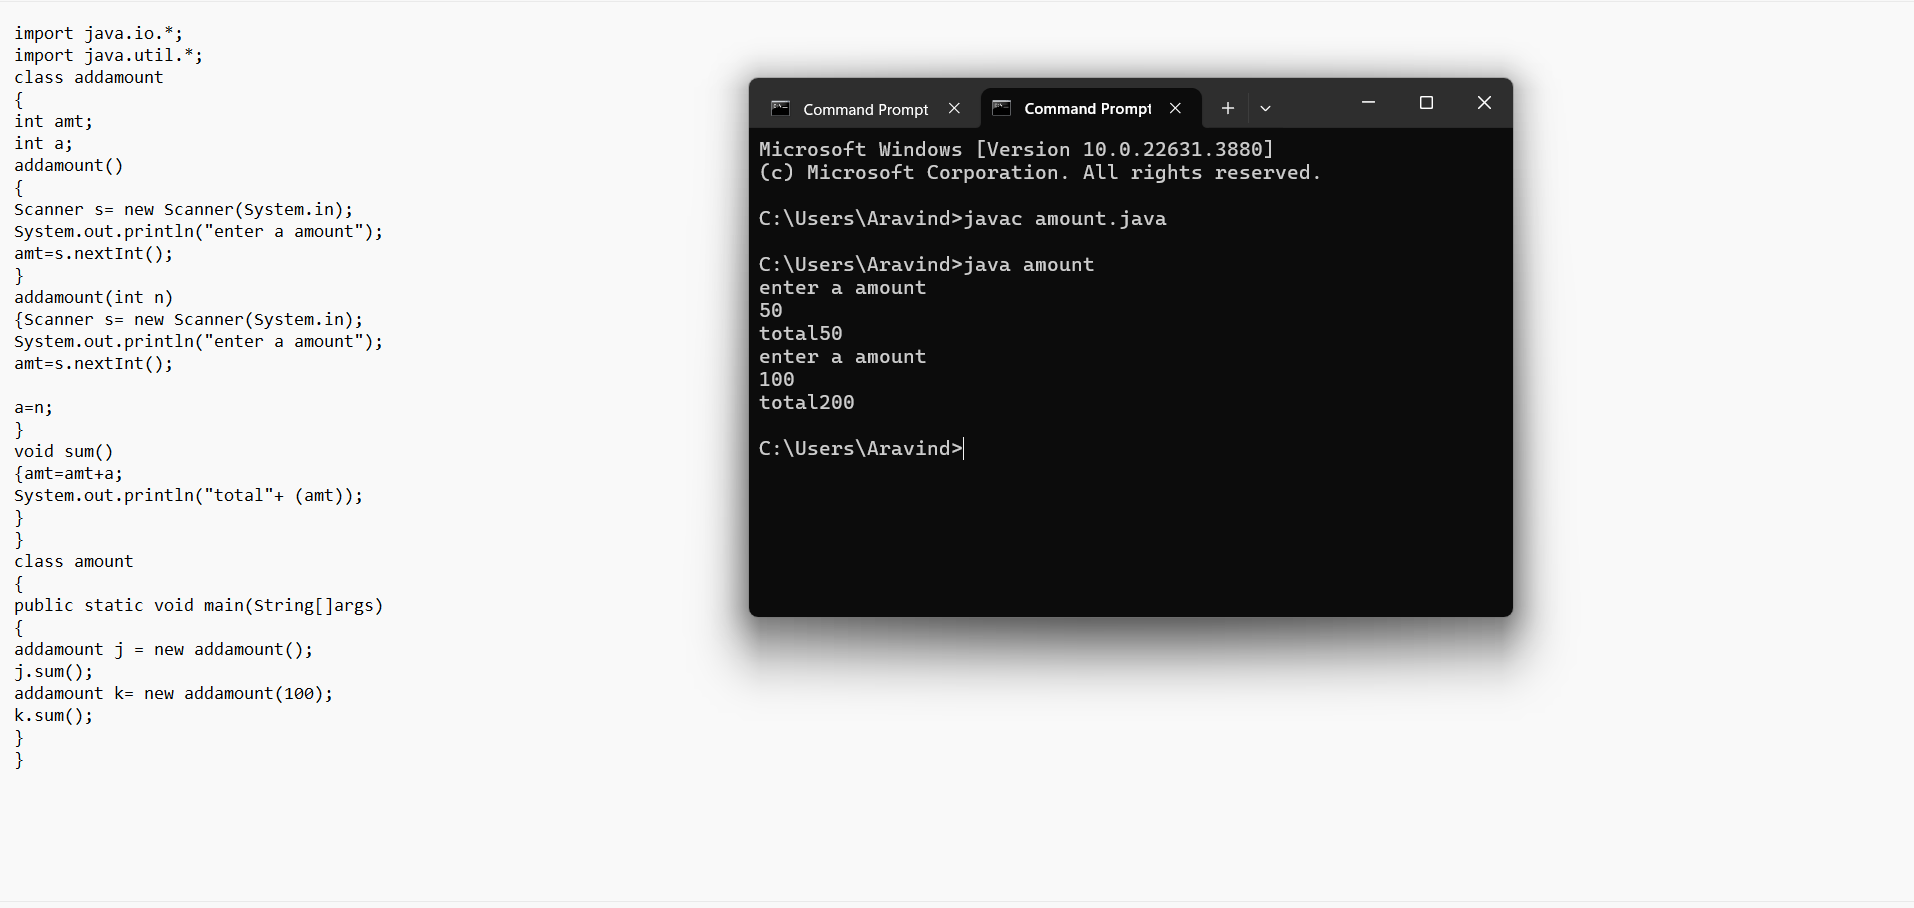 import java.io.*;
import java.util.*;
class addamount
{
int amt;
int a;
addamount()
{
Scanner s= new Scanner(System.in);
System.out.println("enter a amount");
amt=s.nextInt();
}
addamount(int n)
{Scanner s= new Scanner(System.in);
System.out.println("enter a amount");
amt=s.nextInt();

a=n;
}
void sum()
{amt=amt+a;
System.out.println("total"+ (amt));
}
}
class amount
{
public static void main(String[]args)
{
addamount j = new addamount();
j.sum();
addamount k= new addamount(100);
k.sum();
}
}
Command Prompt
Command Prompt
Microsoft Windows [Version 10.0.22631.3880]
(c) Microsoft Corporation. All rights reserved.

C:\Users\Aravind>javac amount.java

C:\Users\Aravind>java amount
enter a amount
50
total50
enter a amount
100
total200

C:\Users\Aravind>